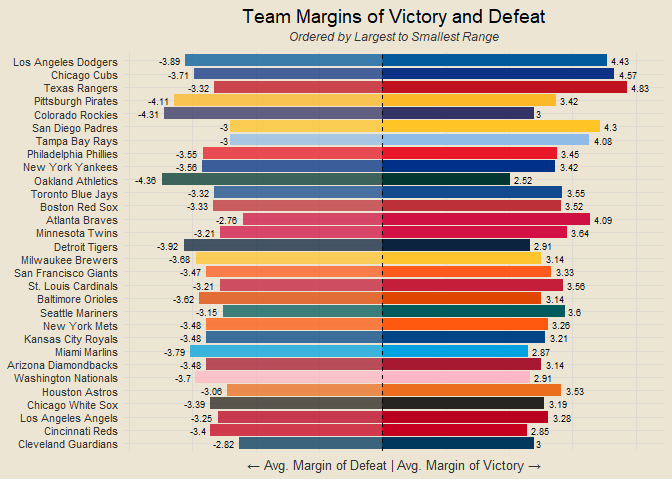 Team Margins of Victory and Defeat
Ordered by Largest to Smallest Range
Los Angeles Dodgers -3.89 4.43
Chicago Cubs -3.71 4.57
Texas Rangers -3.32 4.83
Pittsburgh Pirates -4.11 3.42
Colorado Rockies -4.31 3
San Diego Padres -3 4.3
Tampa Bay Rays -3 4.08
Philadelphia Phillies -3.55 3.45
New York Yankees -3.56 3.42
Oakland Athletics -4.36 2.52
Toronto Blue Jays -3.32 3.55
Boston Red Sox -3.33 3.52
Atlanta Braves -2.76 4.09
Minnesota Twins -3.21 3.64
Detroit Tigers -3.92 2.91
Milwaukee Brewers -3.68 3.14
San Francisco Giants -3.47 3.33
St. Louis Cardinals -3.21 3.56
Baltimore Orioles -3.62 3.14
Seattle Mariners -3.15 3.6
New York Mets -3.48 3.26
Kansas City Royals -3.48 3.21
Miami Marlins -3.79 2.87
Arizona Diamondbacks -3.48 3.14
Washington Nationals -3.7 2.91
Houston Astros -3.06 3.53
Chicago White Sox -3.39 3.19
Los Angeles Angels -3.25 3.28
Cincinnati Reds -3.4 2.85
Cleveland Guardians -2.82 3
← Avg. Margin of Defeat | Avg. Margin of Victory →